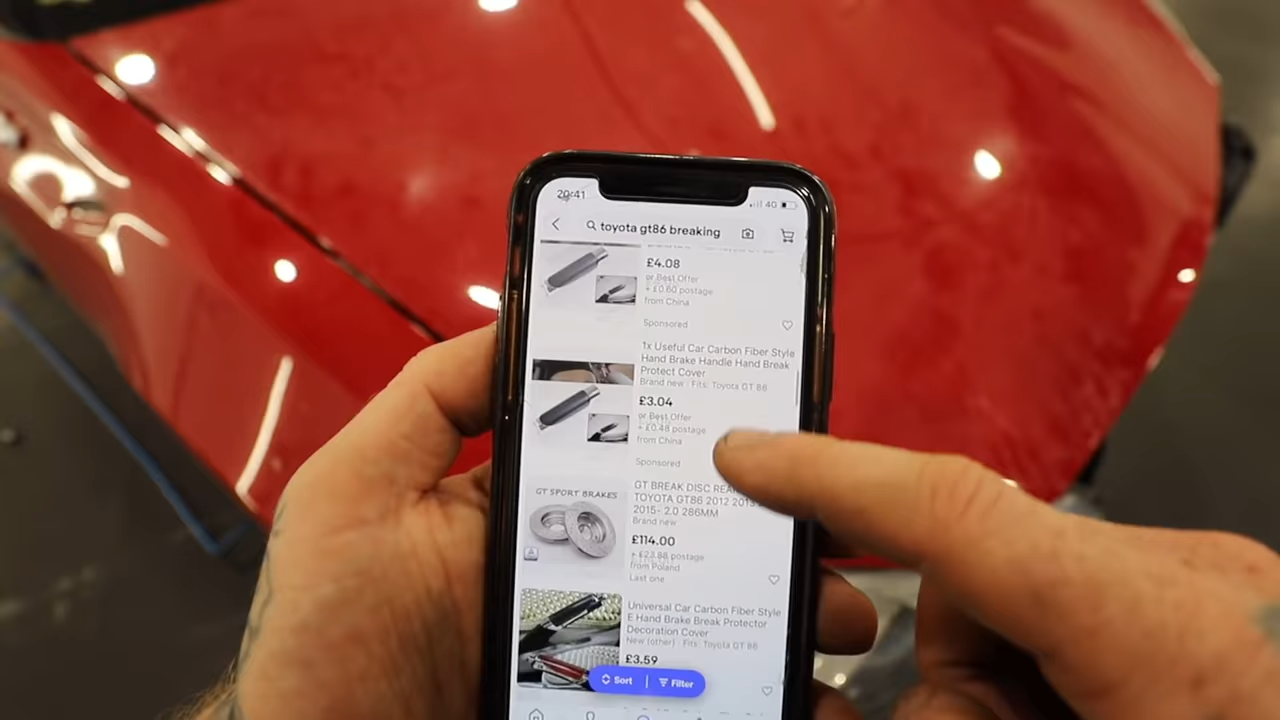 20:41
4G
toyota gt86 breaking
£4.08
or Best Offer
+ £0.60 postage
from China
Sponsored
1x Useful Car Carbon Fiber Style
Hand Brake Handle Hand Break
Protect Cover
Brand new · Fits: Toyota GT 86
£3.04
or Best Offer
+ £0.48 postage
from China
Sponsored
GT SPORT BRAKES
GT BREAK DISC
TOYOTA GT86 2012
2015- 2.0 286MM
Brand new
£114.00
+ £23.88 postage
from Poland
Last one
Universal Car Carbon Fiber Style
E Hand Brake Break Protector
Decoration Cover
New (other) · Fits: Toyota GT 86
£3.59
Sort
Filter